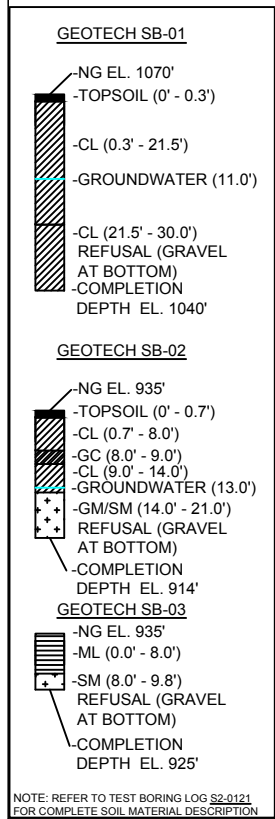 GEOTECH SB-01
-NG EL. 1070'
-TOPSOIL (0' - 0.3')
-CL (0.3' - 21.5')
-GROUNDWATER (11.0')
-CL (21.5' - 30.0')
REFUSAL (GRAVEL
AT BOTTOM)
-COMPLETION
DEPTH EL. 1040'
GEOTECH SB-02
-NG EL. 935'
-TOPSOIL (0' - 0.7')
-CL (0.7' - 8.0')
-GC (8.0' - 9.0')
-CL (9.0' - 14.0')
-GROUNDWATER (13.0')
-GM/SM (14.0' - 21.0')
REFUSAL (GRAVEL
AT BOTTOM)
-COMPLETION
DEPTH EL. 914'
GEOTECH SB-03
-NG EL. 935'
-ML (0.0' - 8.0')
-SM (8.0' - 9.8')
REFUSAL (GRAVEL
AT BOTTOM)
-COMPLETION
DEPTH EL. 925'
NOTE: REFER TO TEST BORING LOG S2-0121
FOR COMPLETE SOIL MATERIAL DESCRIPTION